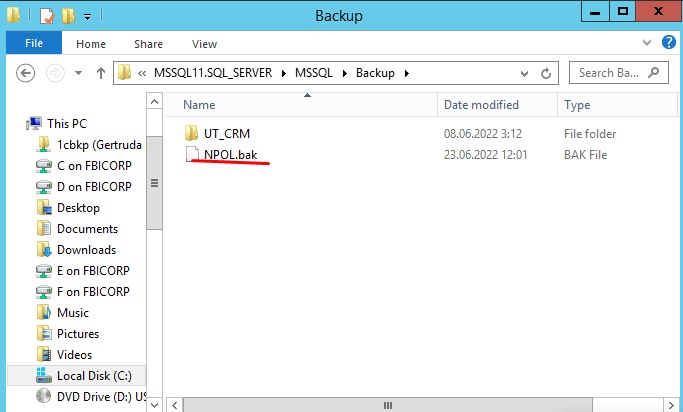 Backup
File
Home
Share
View
« MSSQL11.SQL_SERVER ▸ MSSQL ▸ Backup ▸
Search Ba...
Name
Date modified
Type
UT_CRM
08.06.2022 3:12
File folder
NPOL.bak
23.06.2022 12:01
BAK File
This PC
1cbkp (Gertruda
C on FBICORP
D on FBICORP
Desktop
Documents
Downloads
E on FBICORP
F on FBICORP
Music
Pictures
Videos
Local Disk (C:)
DVD Drive (D:) US